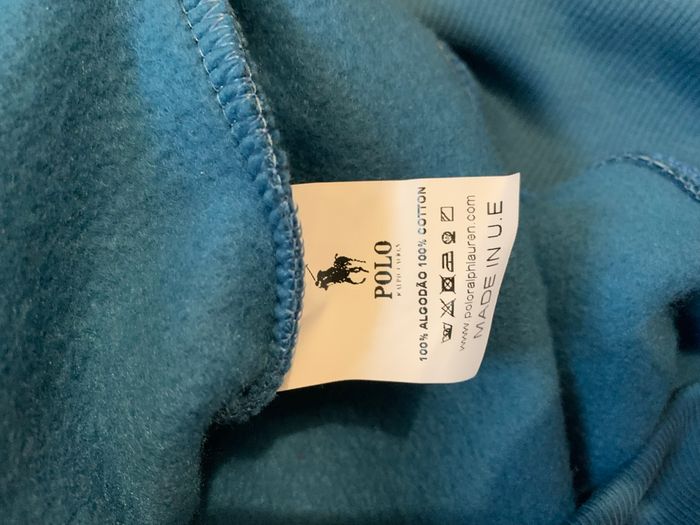 POLO
RALPH LAUREN
100% ALGODÃO 100% COTTON
www.poloralphlauren.com
MADE IN U.E